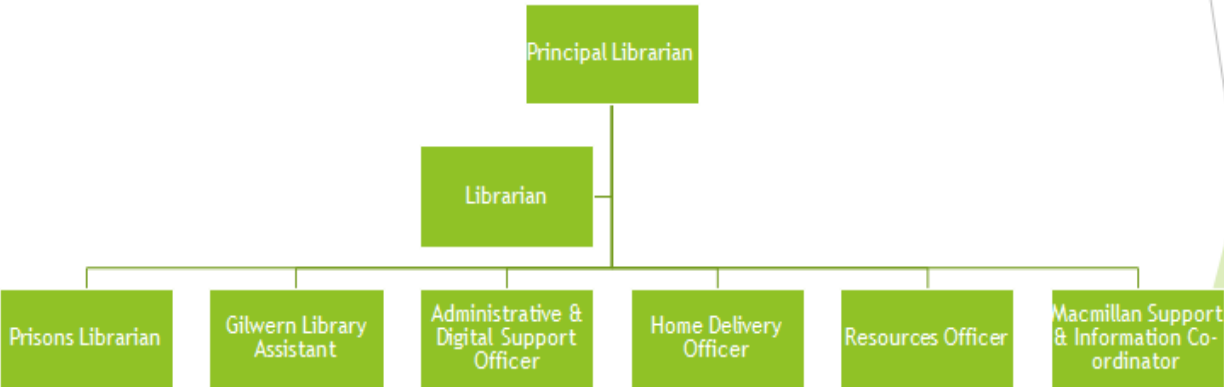 Principal Librarian
Librarian
Prisons Librarian
Gilwern Library
Assistant
Administrative &
Digital Support
Officer
Home Delivery
Officer
Resources Officer
Macmillan Support
& Information Co-
ordinator